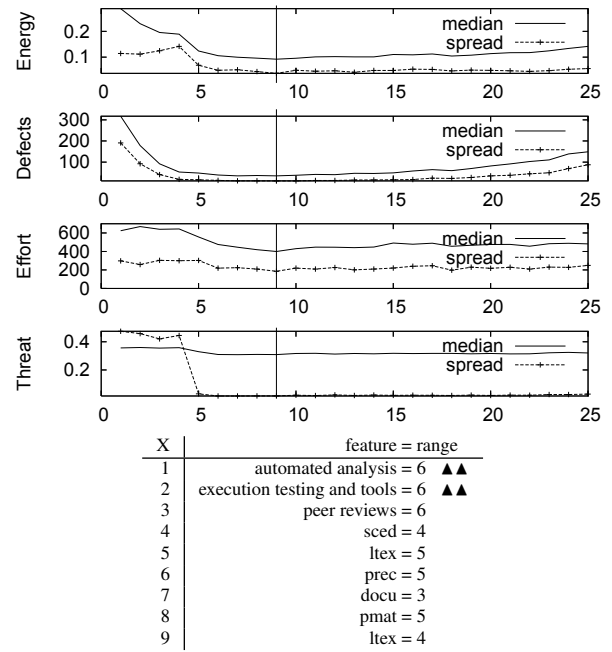 Energy
0.2
0.1
median
spread
0 5 10 15 20 25
Defects
300
200
100
median
spread
0 5 10 15 20 25
Effort
600
400
200
0
median
spread
0 5 10 15 20 25
Threat
0.4
0.2
median
spread
0 5 10 15 20 25
X feature = range
1 automated analysis = 6 ▲▲
2 execution testing and tools = 6 ▲▲
3 peer reviews = 6
4 sced = 4
5 ltex = 5
6 prec = 5
7 docu = 3
8 pmat = 5
9 ltex = 4